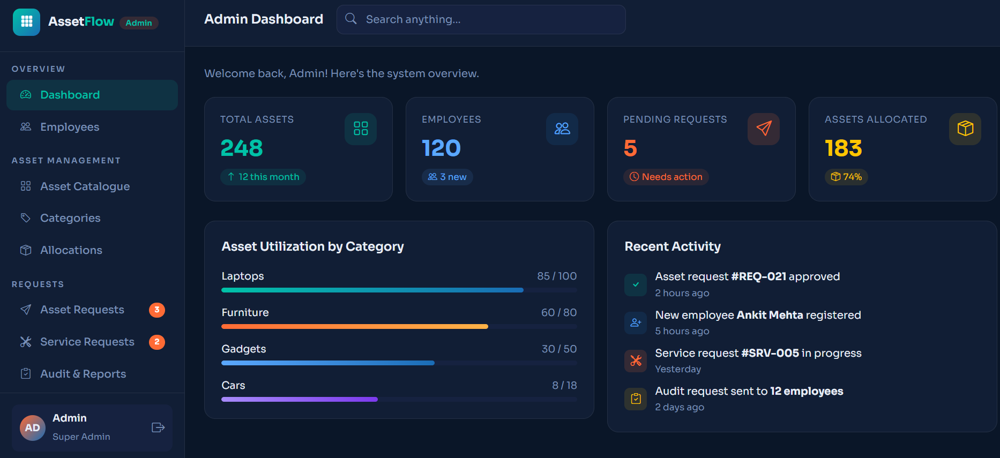 AssetFlow Admin
OVERVIEW
Dashboard
Employees
ASSET MANAGEMENT
Asset Catalogue
Categories
Allocations
REQUESTS
Asset Requests 3
Service Requests 2
Audit & Reports
AD
Admin
Super Admin
Admin Dashboard
Search anything...
Welcome back, Admin! Here's the system overview.
TOTAL ASSETS
248
↑ 12 this month
EMPLOYEES
120
3 new
PENDING REQUESTS
5
Needs action
ASSETS ALLOCATED
183
74%
Asset Utilization by Category
Laptops 85 / 100
Furniture 60 / 80
Gadgets 30 / 50
Cars 8 / 18
Recent Activity
Asset request #REQ-021 approved
2 hours ago
New employee Ankit Mehta registered
5 hours ago
Service request #SRV-005 in progress
Yesterday
Audit request sent to 12 employees
2 days ago